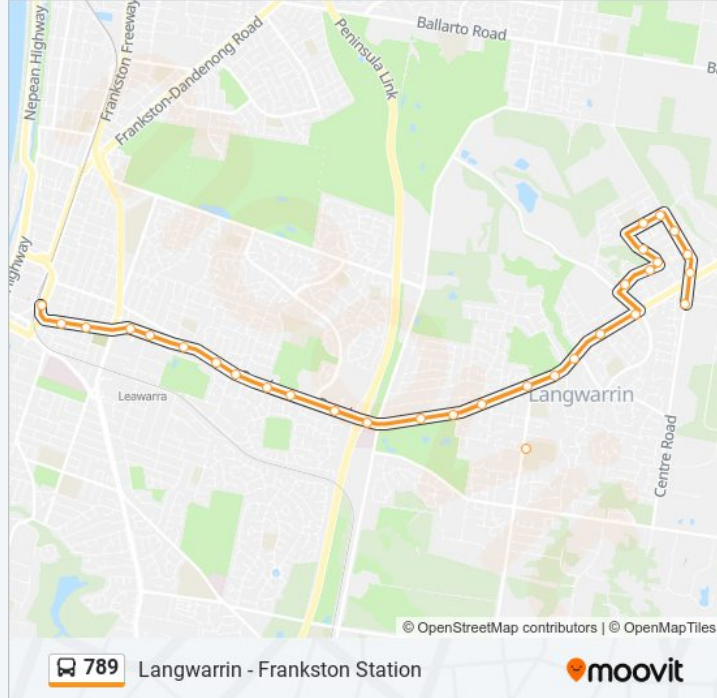 Ballarto Road
Nepean Highway
Frankston Freeway
Frankston-Dandenong Road
Peninsula Link
Highway
Leawarra
Langwarrin
Centre Road
© OpenStreetMap contributors | © OpenMapTiles
789
Langwarrin - Frankston Station
moovit